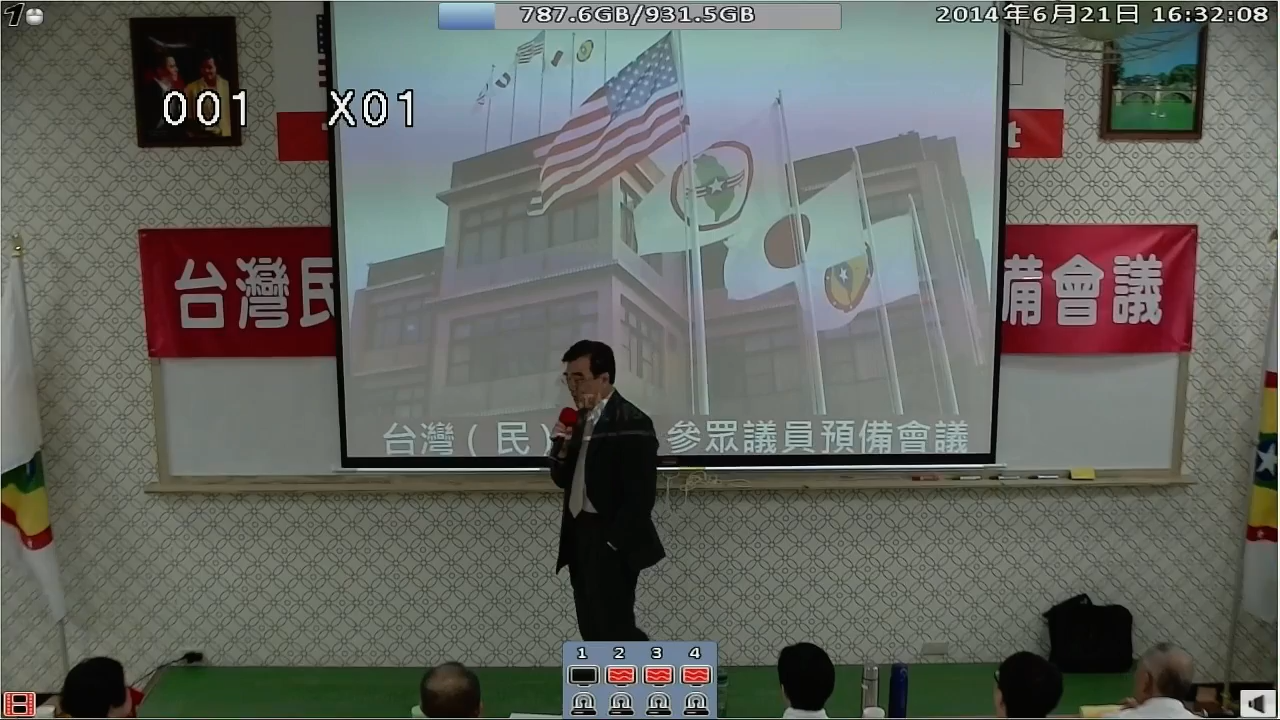 1
787.6GB/931.5GB
2014年6月21日 16:32:08
001 X01
t
台灣民
備會議
台灣（民）
參眾議員預備會議
1 2 3 4